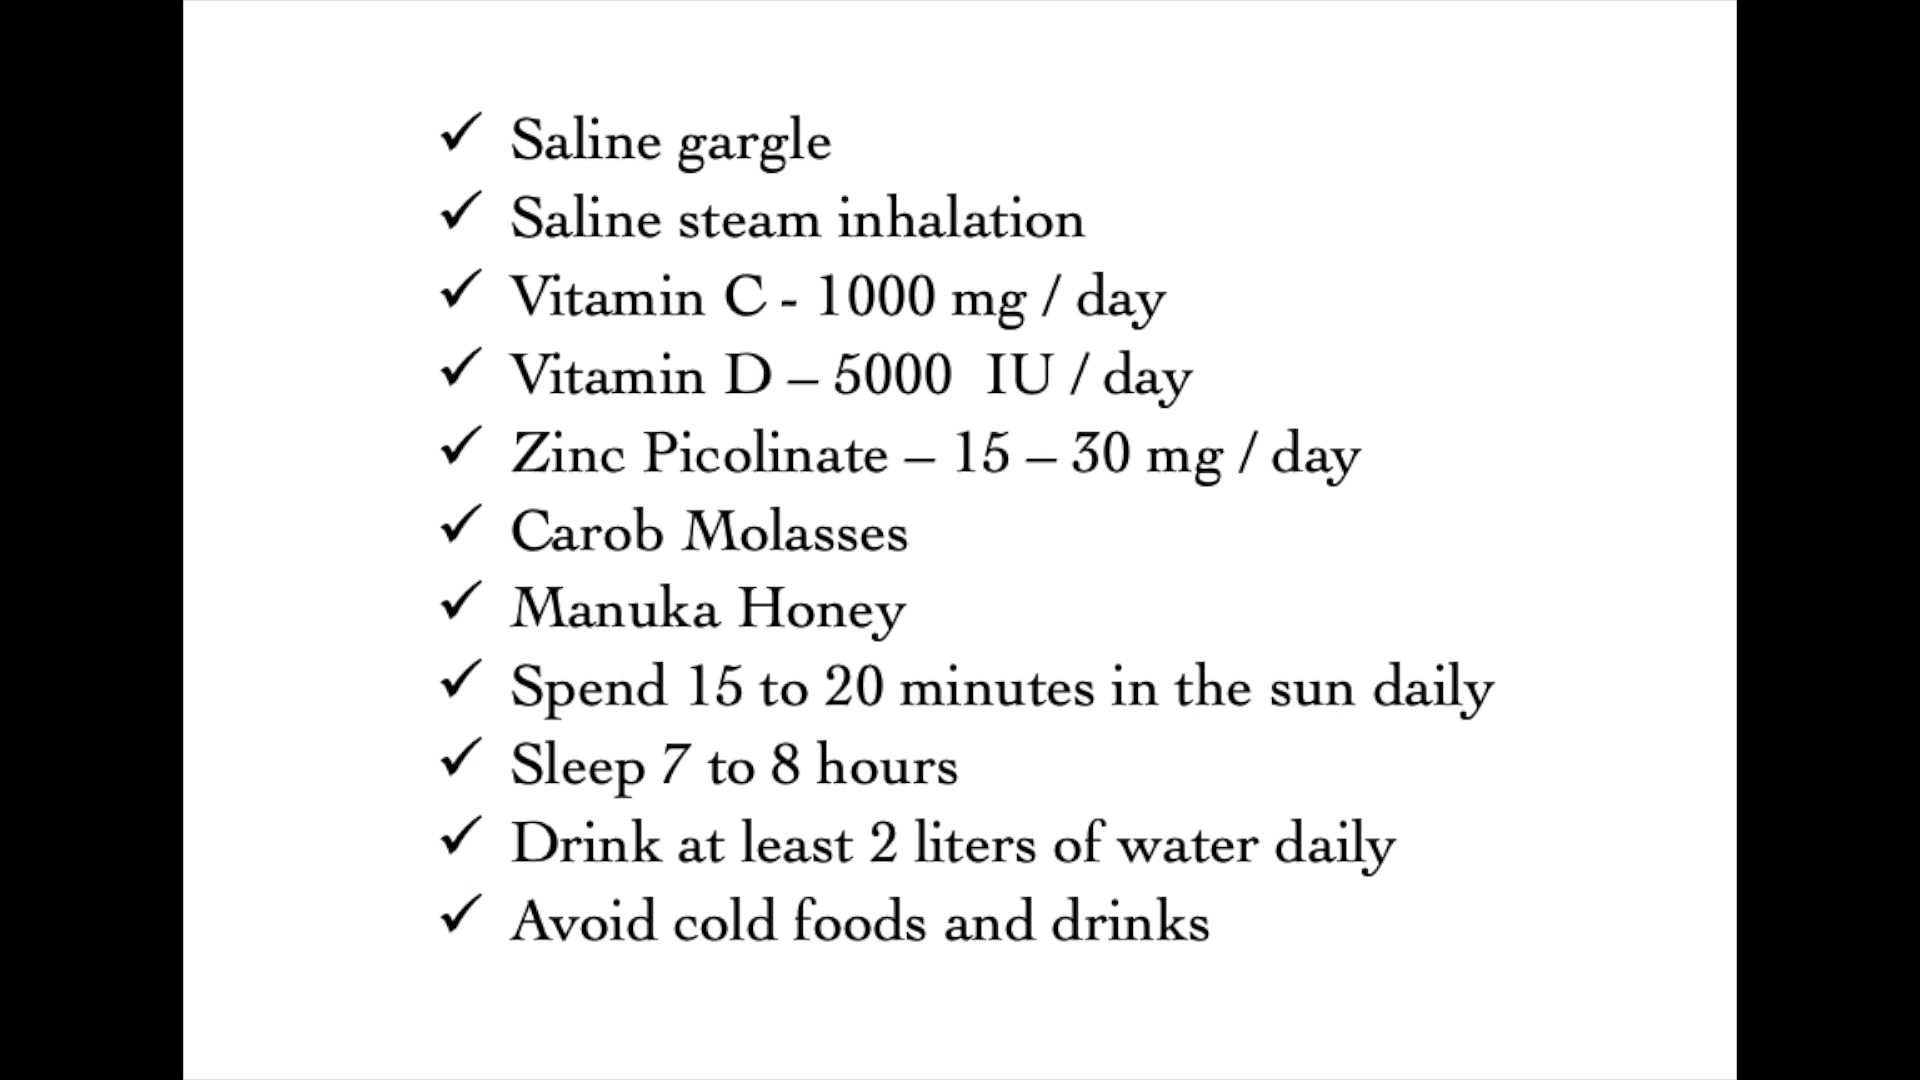 ✓ Saline gargle
✓ Saline steam inhalation
✓ Vitamin C - 1000 mg / day
✓ Vitamin D – 5000 IU / day
✓ Zinc Picolinate – 15 – 30 mg / day
✓ Carob Molasses
✓ Manuka Honey
✓ Spend 15 to 20 minutes in the sun daily
✓ Sleep 7 to 8 hours
✓ Drink at least 2 liters of water daily
✓ Avoid cold foods and drinks